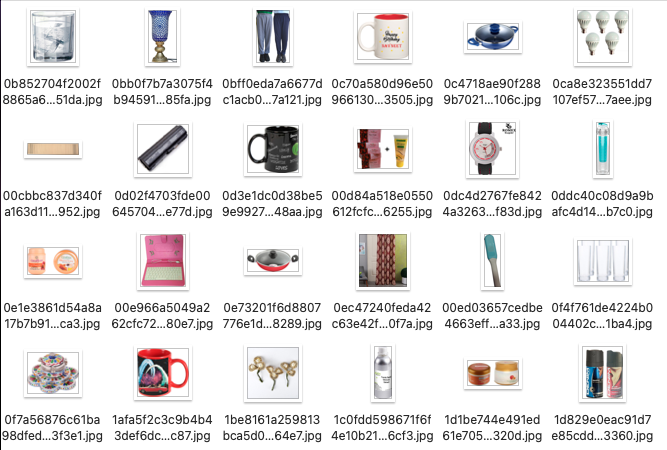 0b852704f2002f
8865a6...51da.jpg
0bb0f7b7a3075f4
b94591...85fa.jpg
0bff0eda7a6677d
c1acb0...7a121.jpg
0c70a580d96e50
966130...3505.jpg
0c4718ae90f288
9b7021...106c.jpg
0ca8e323551dd7
107ef57...7aee.jpg
00cbbc837d340f
a163d11...952.jpg
0d02f4703fde00
645704...e77d.jpg
0d3e1dc0d38be5
9e9927...48aa.jpg
00d84a518e0550
612fcfc...6255.jpg
0dc4d2767fe842
4a3263...f83d.jpg
0ddc40c08d9a9b
afc4d14...b7c0.jpg
0e1e3861d54a8a
17b7b91...ca3.jpg
00e966a5049a2
62cfc72...80e7.jpg
0e73201f6d8807
776e1d...8289.jpg
0ec47240feda42
c63e42f...0f7a.jpg
00ed03657cedbe
4663eff...a33.jpg
0f4f761de4224b0
04402c...1ba4.jpg
0f7a56876c61ba
98dfed...3f3e1.jpg
1afa5f2c3c9b4b4
3def6dc...c87.jpg
1be8161a259813
bca5d0...64e7.jpg
1c0fdd598671f6f
4e10b21...6cf3.jpg
1d1be744e491ed
61e705...320d.jpg
1d829e0eac91d7
e85cdd...3360.jpg